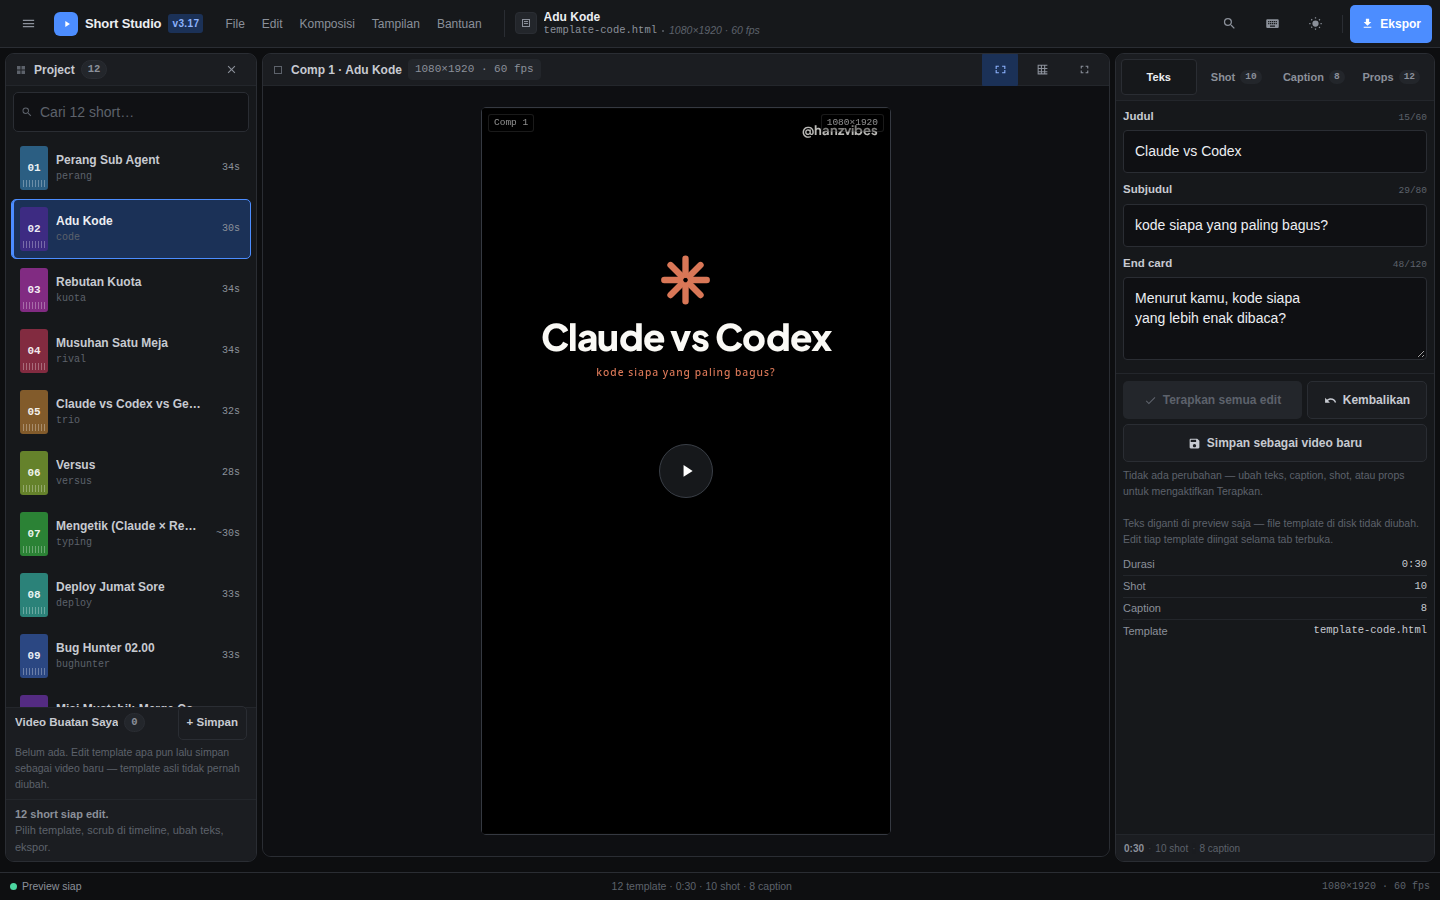 Short Studio v3.17 File Edit Komposisi Tampilan Bantuan
Adu Kode
template-code.html · 1080×1920 · 60 fps
Ekspor
Project 12
Cari 12 short…
01 Perang Sub Agent 34s
perang
02 Adu Kode 30s
code
03 Rebutan Kuota 34s
kuota
04 Musuhan Satu Meja 34s
rival
05 Claude vs Codex vs Ge… 32s
trio
06 Versus 28s
versus
07 Mengetik (Claude × Re… ~30s
typing
08 Deploy Jumat Sore 33s
deploy
09 Bug Hunter 02.00 33s
bughunter
Video Buatan Saya 0 + Simpan
Belum ada. Edit template apa pun lalu simpan
sebagai video baru — template asli tidak pernah
diubah.
12 short siap edit.
Pilih template, scrub di timeline, ubah teks,
ekspor.
Comp 1 · Adu Kode 1080×1920 · 60 fps
Comp 1 1080×1920
@hanzvibes
Claude vs Codex
kode siapa yang paling bagus?
Teks Shot 10 Caption 8 Props 12
Judul 15/60
Claude vs Codex
Subjudul 29/80
kode siapa yang paling bagus?
End card 48/120
Menurut kamu, kode siapa
yang lebih enak dibaca?
Terapkan semua edit Kembalikan
Simpan sebagai video baru
Tidak ada perubahan — ubah teks, caption, shot, atau props
untuk mengaktifkan Terapkan.
Teks diganti di preview saja — file template di disk tidak diubah.
Edit tiap template diingat selama tab terbuka.
Durasi 0:30
Shot 10
Caption 8
Template template-code.html
0:30 · 10 shot · 8 caption
Preview siap 12 template · 0:30 · 10 shot · 8 caption 1080×1920 · 60 fps